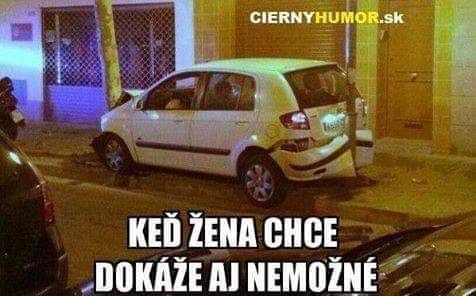 CIERNYHUMOR.sk
KEĎ ŽENA CHCE
DOKÁŽE AJ NEMOŽNÉ